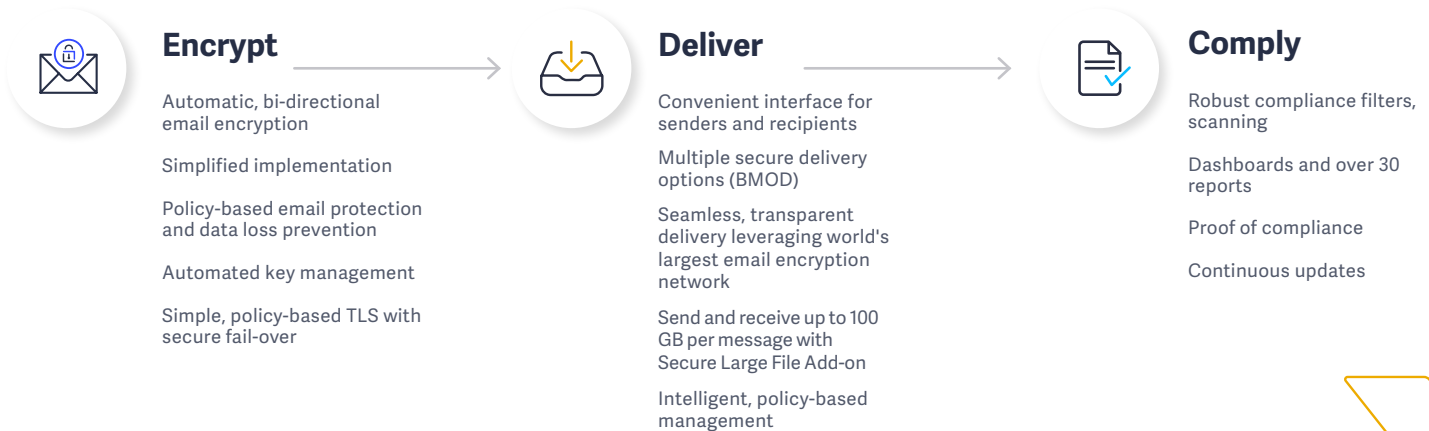 Encrypt
Automatic, bi-directional
email encryption
Simplified implementation
Policy-based email protection
and data loss prevention
Automated key management
Simple, policy-based TLS with
secure fail-over
Deliver
Convenient interface for
senders and recipients
Multiple secure delivery
options (BMOD)
Seamless, transparent
delivery leveraging world's
largest email encryption
network
Send and receive up to 100
GB per message with
Secure Large File Add-on
Intelligent, policy-based
management
Comply
Robust compliance filters,
scanning
Dashboards and over 30
reports
Proof of compliance
Continuous updates